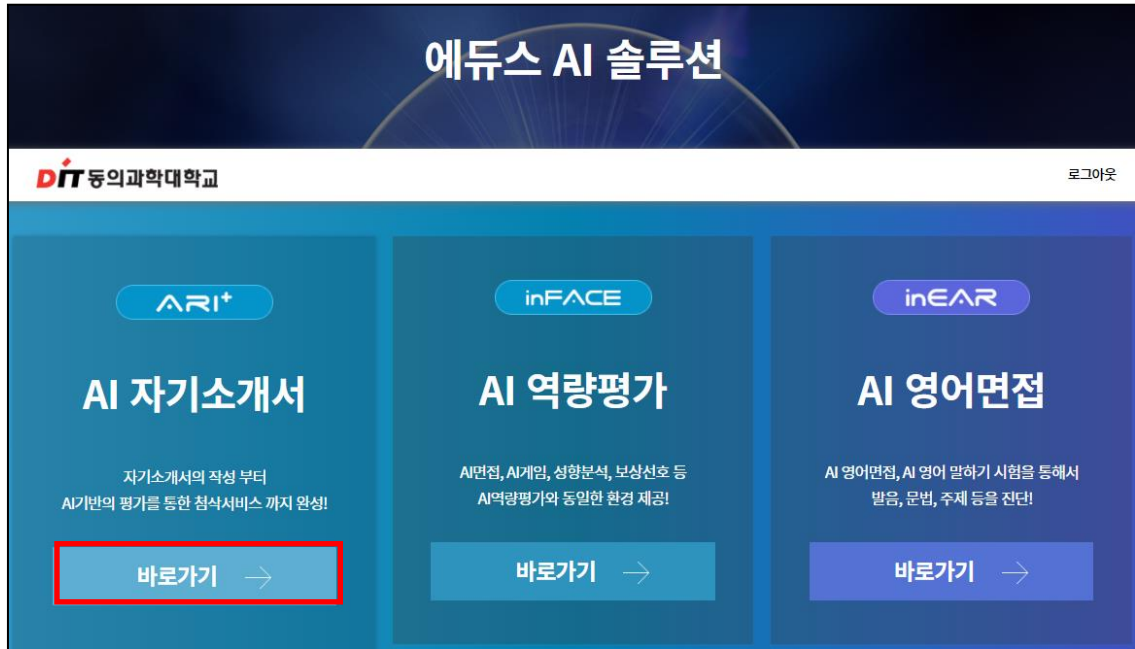 에듀스 AI 솔루션
DIT 동의과학대학교
로그아웃
ARI+
AI 자기소개서
자기소개서의 작성 부터
AI기반의 평가를 통한 첨삭서비스 까지 완성!
바로가기 →
inFACE
AI 역량평가
AI면접, AI게임, 성향분석, 보상선호 등
AI역량평가와 동일한 환경 제공!
바로가기 →
inEAR
AI 영어면접
AI 영어면접, AI 영어 말하기 시험을 통해서
발음, 문법, 주제 등을 진단!
바로가기 →